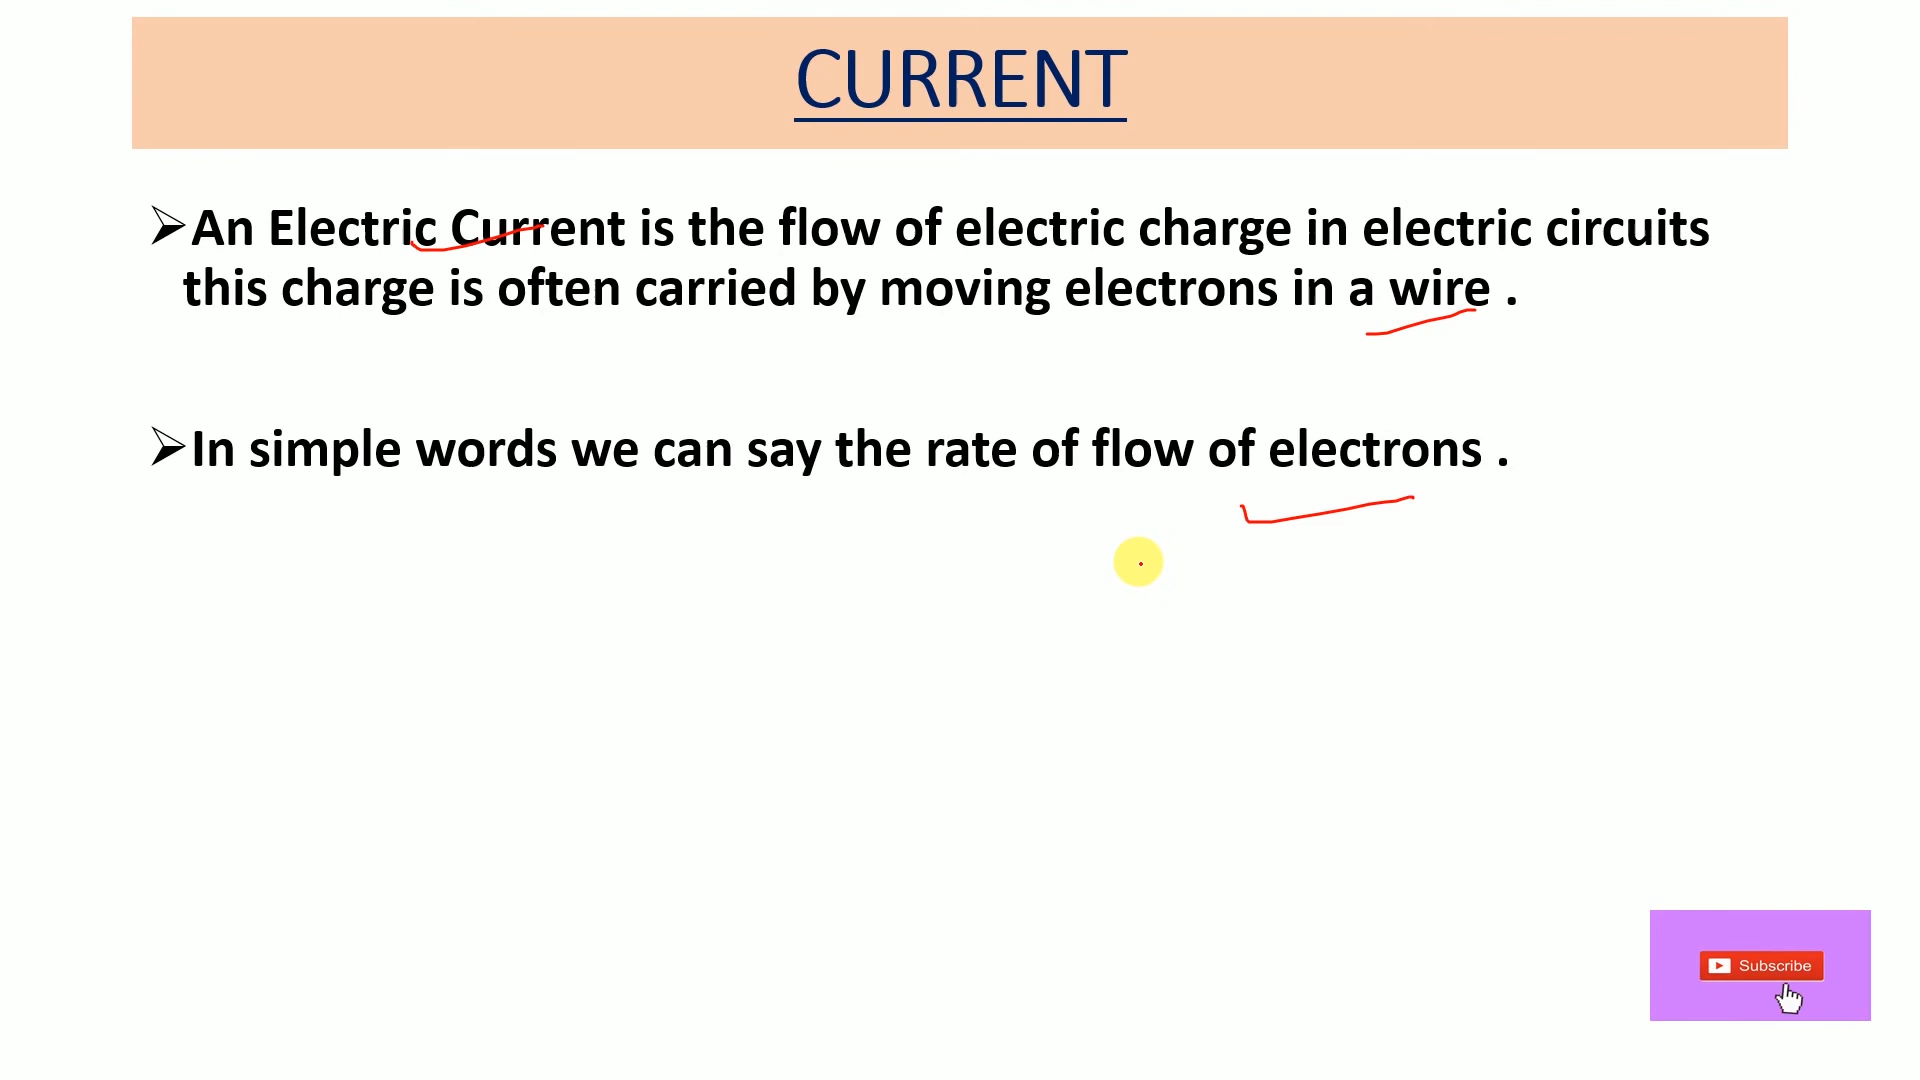 CURRENT
➢An Electric Current is the flow of electric charge in electric circuits
this charge is often carried by moving electrons in a wire .
➢In simple words we can say the rate of flow of electrons .
Subscribe